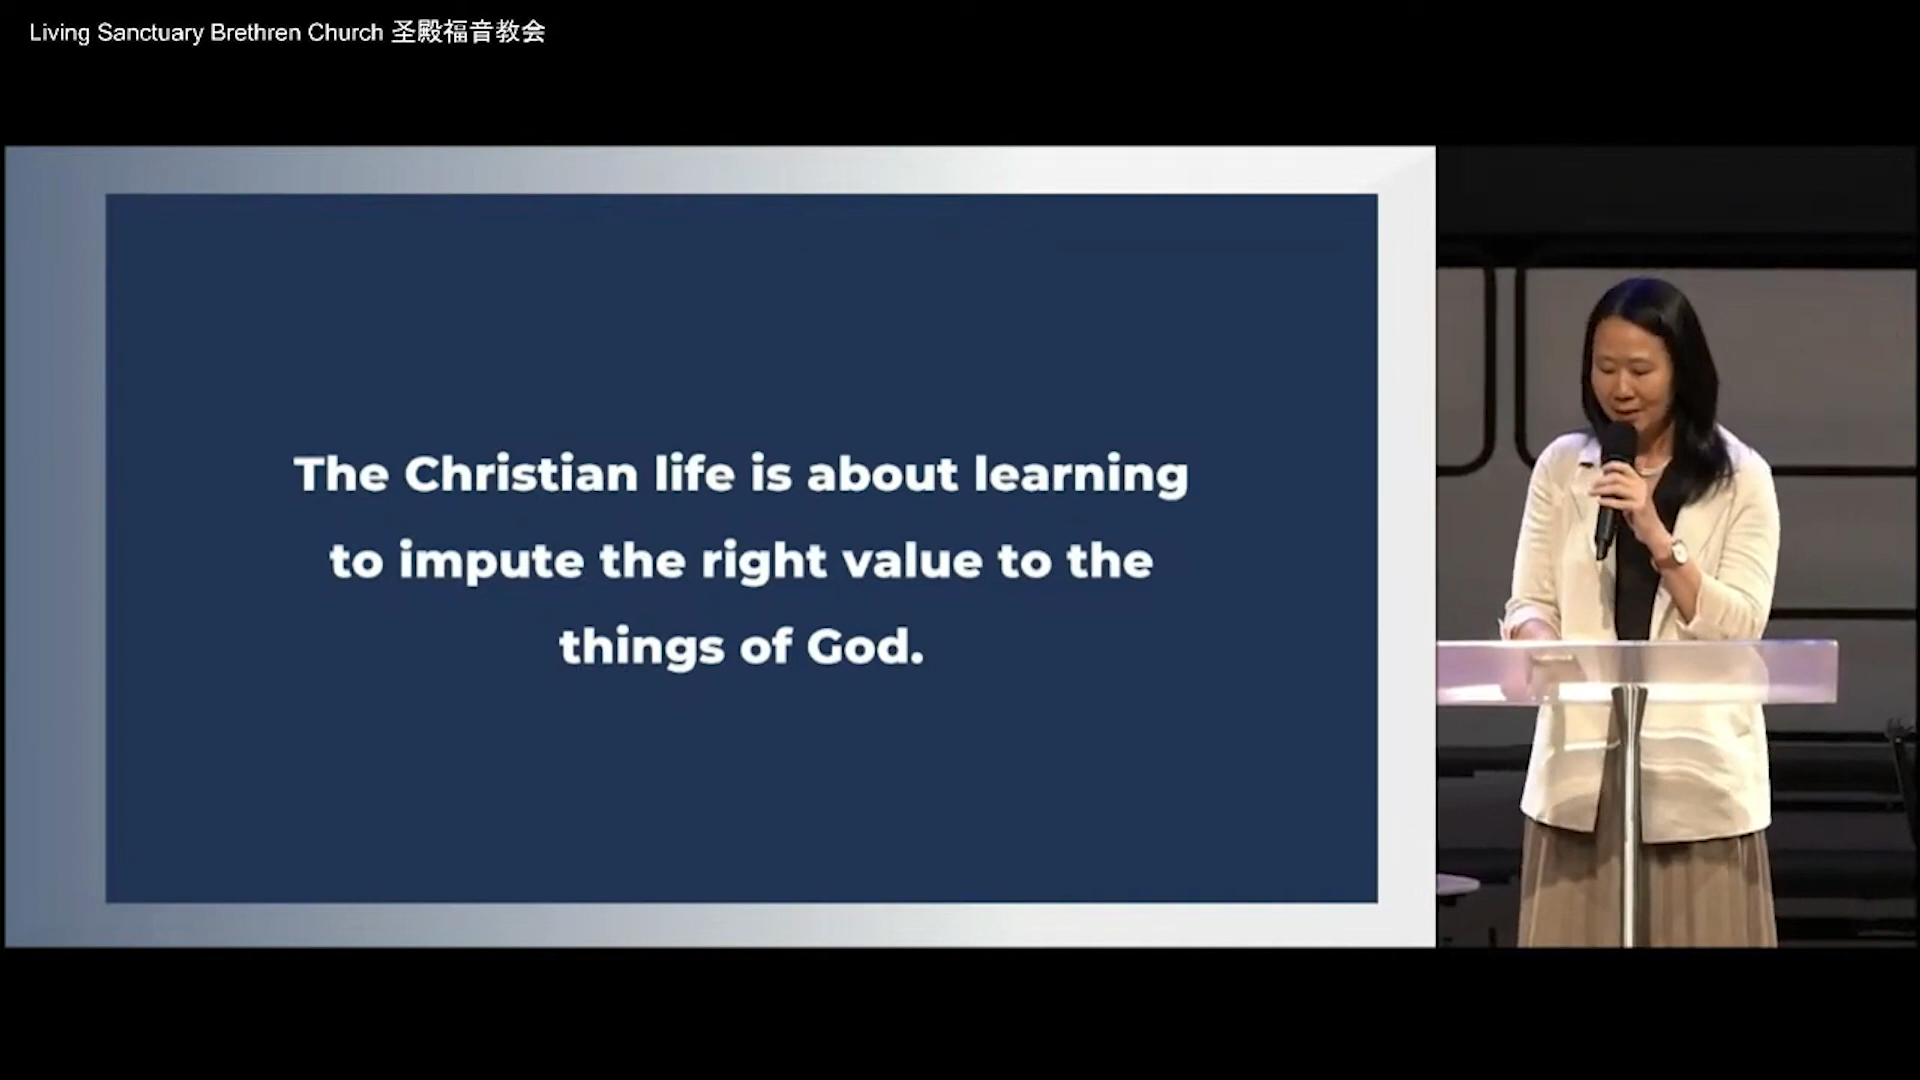 Living Sanctuary Brethren Church 圣殿福音教会
The Christian life is about learning
to impute the right value to the
things of God.